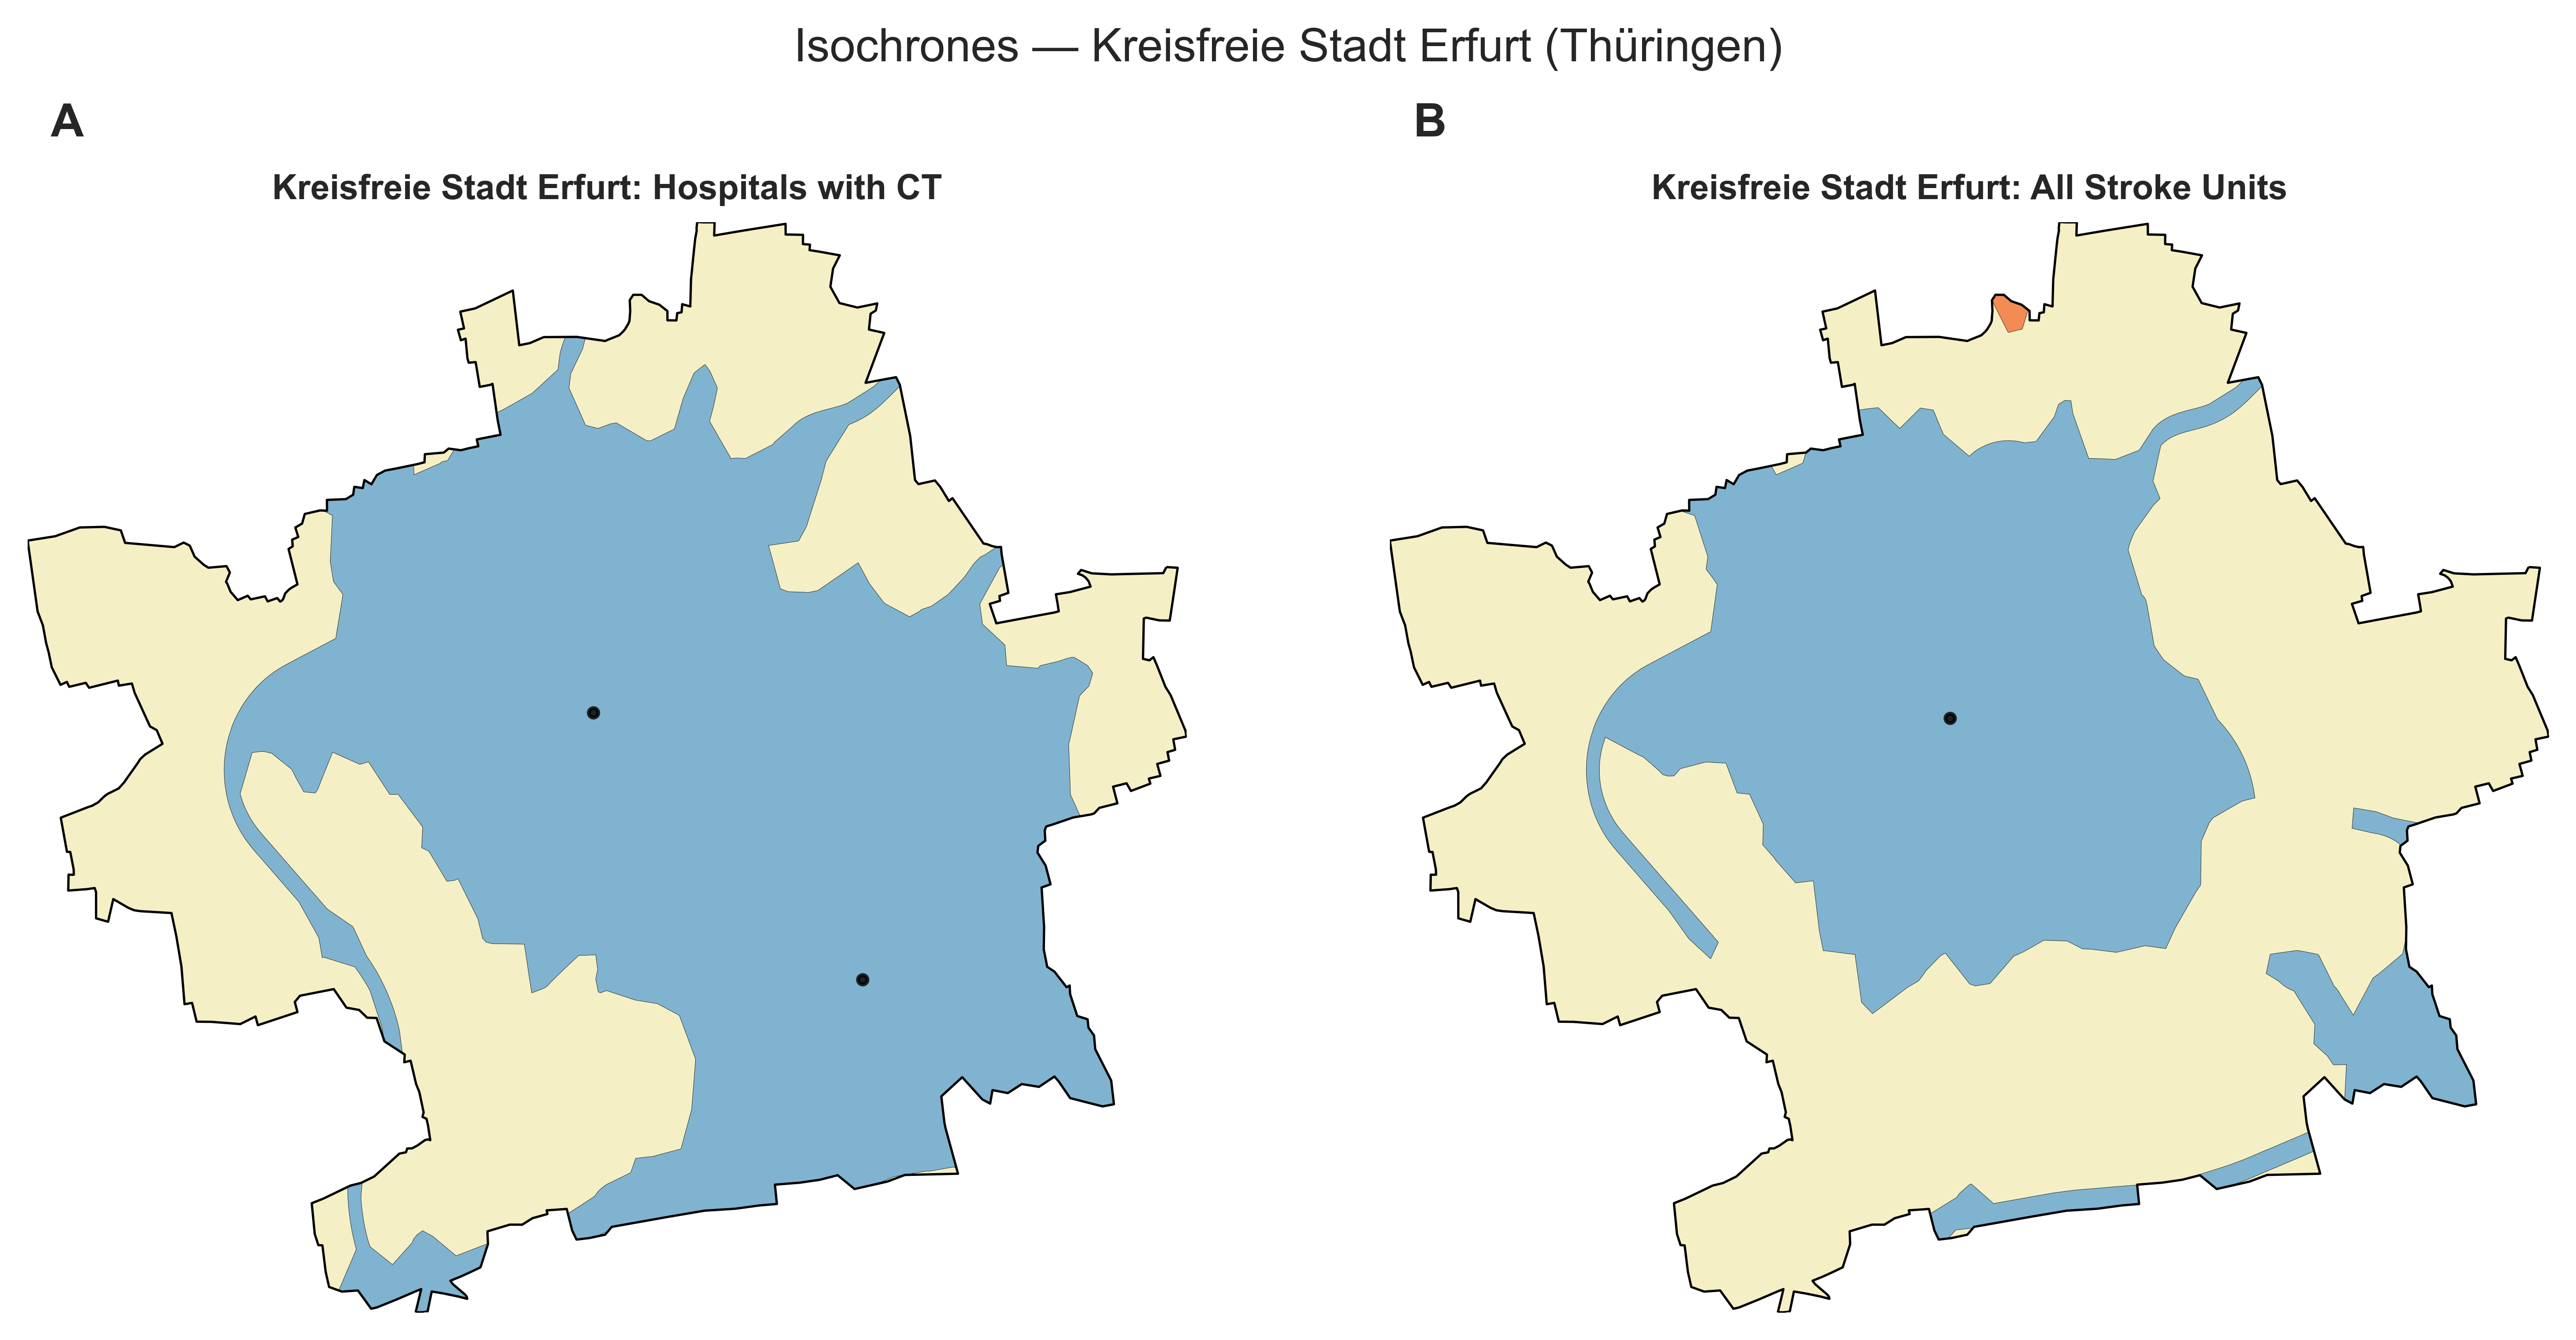 Isochrones — Kreisfreie Stadt Erfurt (Thüringen)
A
B
Kreisfreie Stadt Erfurt: Hospitals with CT
Kreisfreie Stadt Erfurt: All Stroke Units